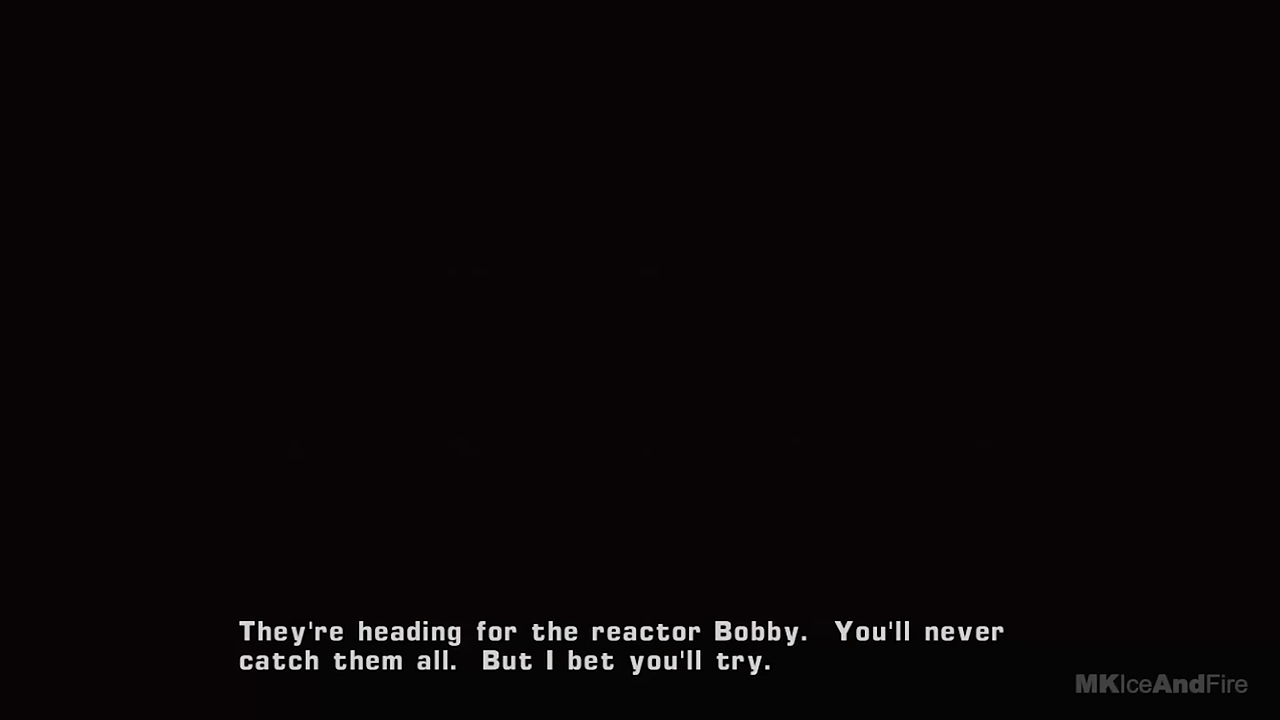 They're heading for the reactor Bobby.  You'll never
catch them all.  But I bet you'll try.
MKIceAndFire